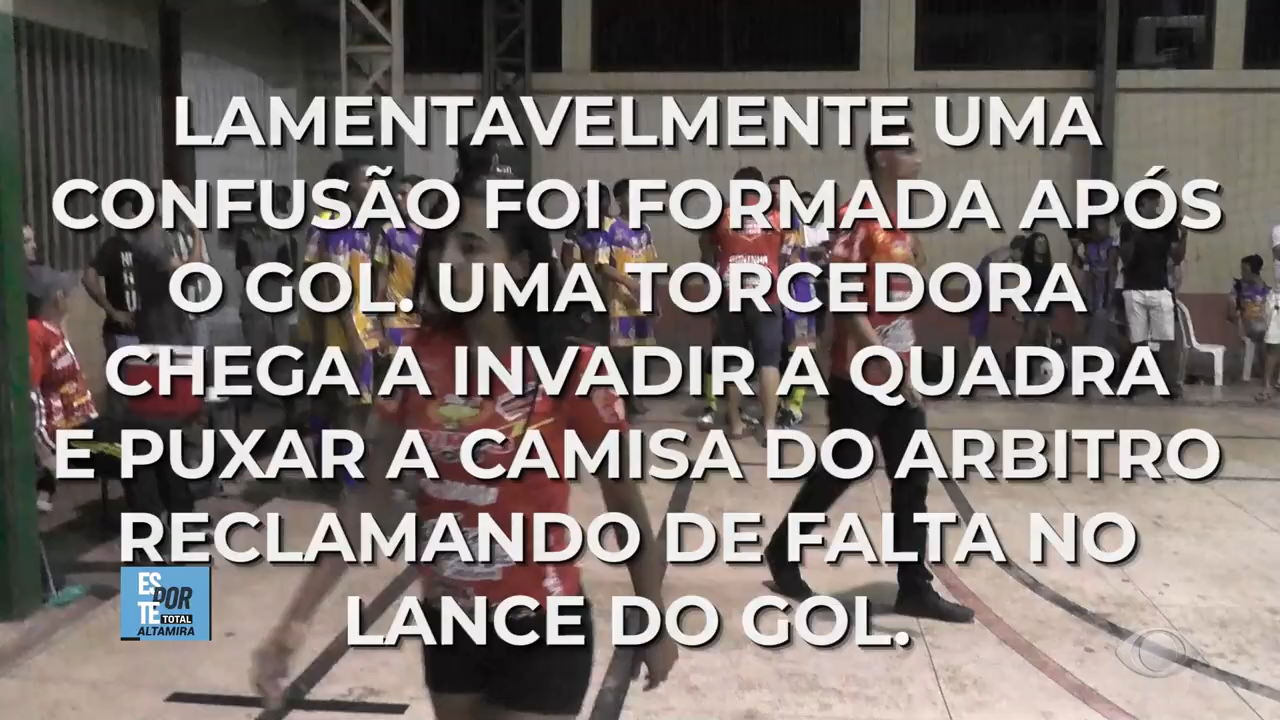 LAMENTAVELMENTE UMA
CONFUSÃO FOI FORMADA APÓS
O GOL. UMA TORCEDORA
CHEGA A INVADIR A QUADRA
E PUXAR A CAMISA DO ARBITRO
RECLAMANDO DE FALTA NO
LANCE DO GOL.
ES
POR
TE
TOTAL
ALTAMIRA